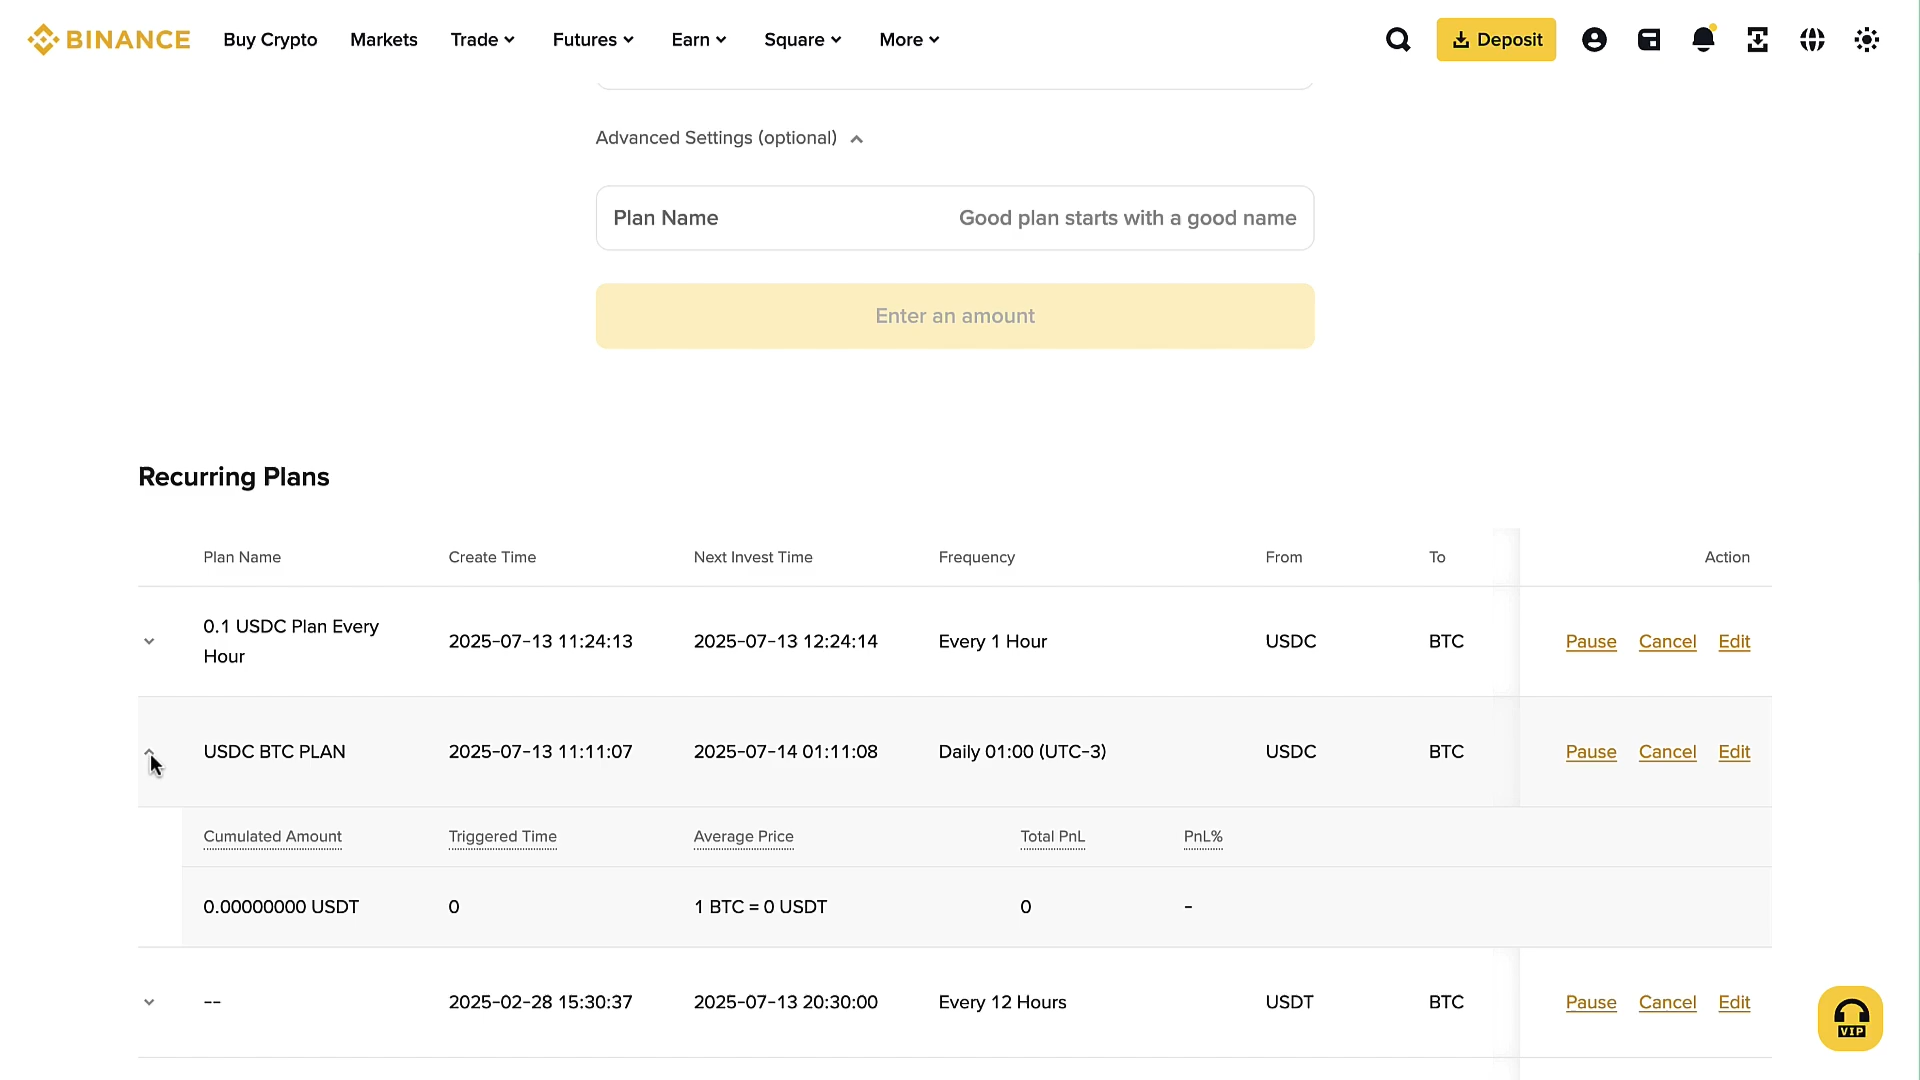 BINANCE Buy Crypto Markets Trade Futures Earn Square More Deposit
Advanced Settings (optional)
Plan Name Good plan starts with a good name
Enter an amount
Recurring Plans
Plan Name Create Time Next Invest Time Frequency From To Action
0.1 USDC Plan Every
Hour
2025-07-13 11:24:13 2025-07-13 12:24:14 Every 1 Hour USDC BTC Pause Cancel Edit
USDC BTC PLAN 2025-07-13 11:11:07 2025-07-14 01:11:08 Daily 01:00 (UTC-3) USDC BTC Pause Cancel Edit
Cumulated Amount Triggered Time Average Price Total PnL PnL%
0.00000000 USDT 0 1 BTC = 0 USDT 0 -
-- 2025-02-28 15:30:37 2025-07-13 20:30:00 Every 12 Hours USDT BTC Pause Cancel Edit
VIP